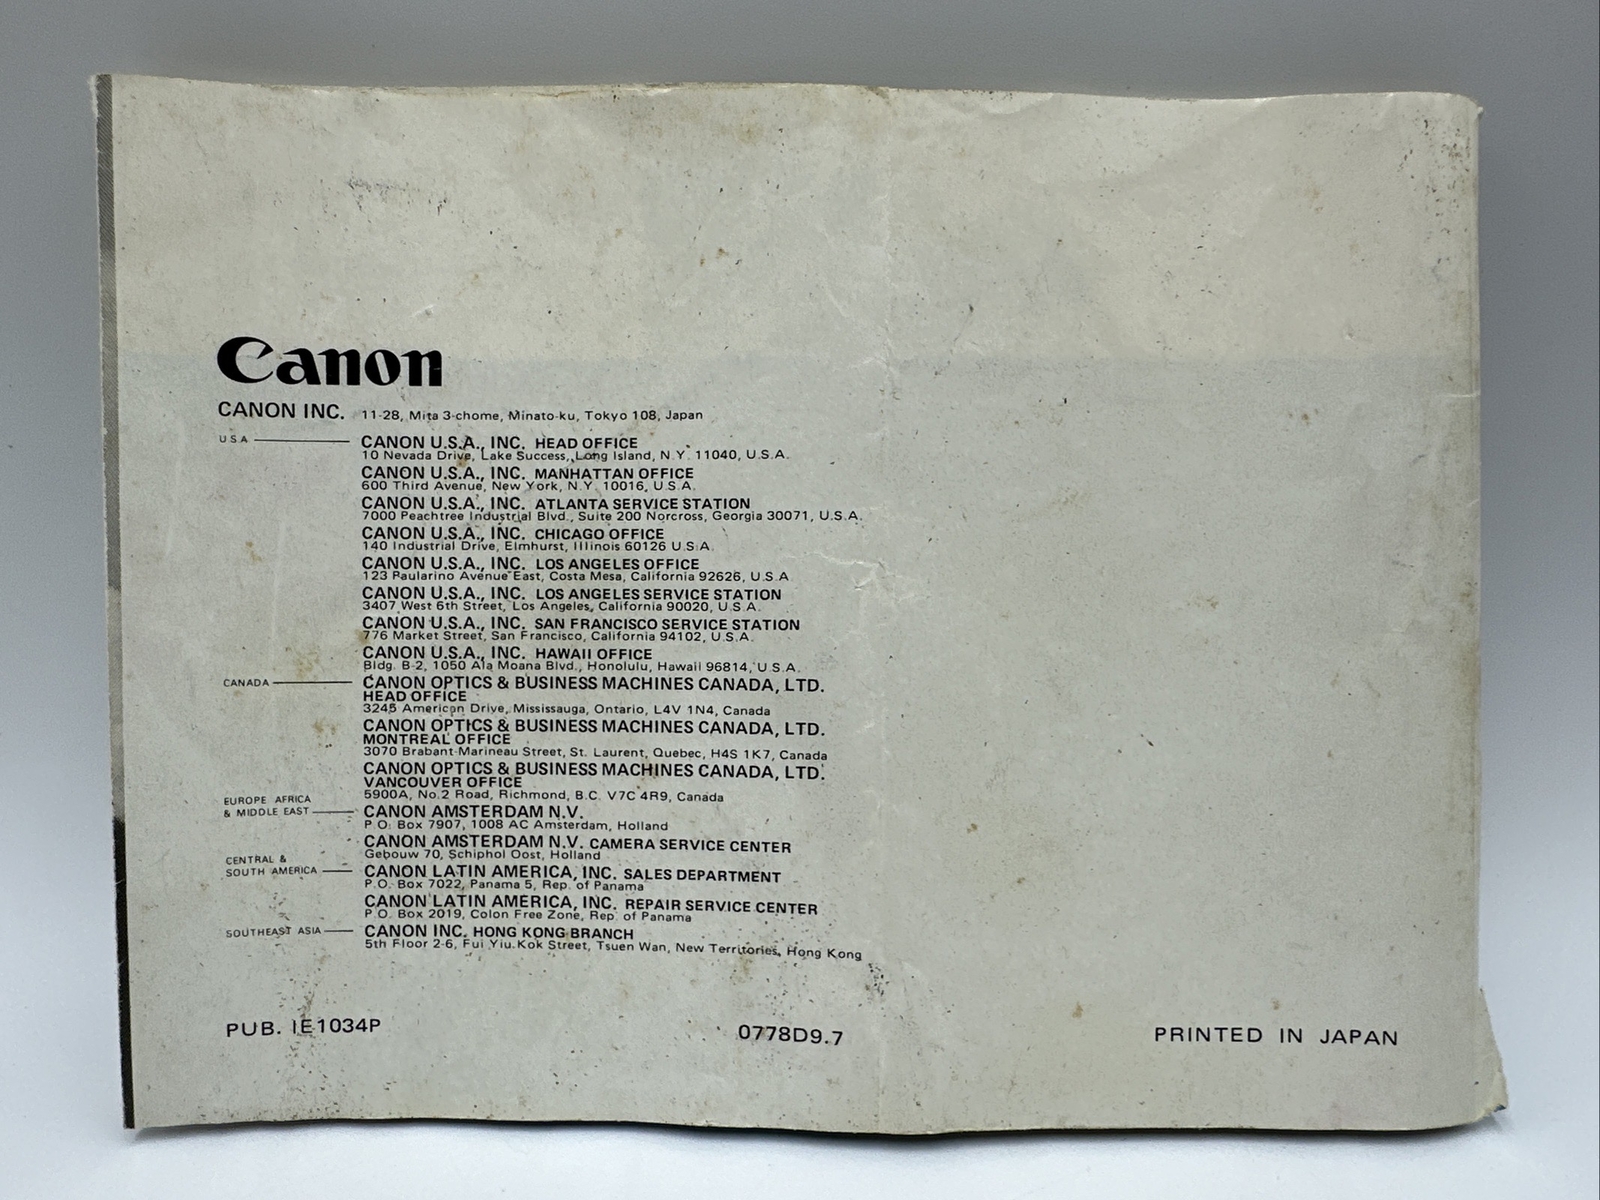 Canon
CANON INC. 11-28, Mita 3-chome, Minato-ku, Tokyo 108, Japan
USA
CANON U.S.A., INC. HEAD OFFICE
10 Nevada Drive, Lake Success, Long Island, N.Y. 11040, U.S.A.
CANON U.S.A., INC. MANHATTAN OFFICE
600 Third Avenue, New York, N.Y. 10016, U.S.A.
CANON U.S.A., INC. ATLANTA SERVICE STATION
7000 Peachtree Industrial Blvd., Suite 200 Norcross, Georgia 30071, U.S.A.
CANON U.S.A., INC. CHICAGO OFFICE
140 Industrial Drive, Elmhurst, Illinois 60126 U.S.A.
CANON U.S.A., INC. LOS ANGELES OFFICE
123 Paularino Avenue East, Costa Mesa, California 92626, U.S.A
CANON U.S.A., INC. LOS ANGELES SERVICE STATION
3407 West 6th Street, Los Angeles, California 90020, U.S.A.
CANON U.S.A., INC. SAN FRANCISCO SERVICE STATION
776 Market Street, San Francisco, California 94102, U.S.A.
CANON U.S.A., INC. HAWAII OFFICE
Bldg. B-2, 1050 Ala Moana Blvd., Honolulu, Hawaii 96814, U.S.A.
CANADA
CANON OPTICS & BUSINESS MACHINES CANADA, LTD.
HEAD OFFICE
3245 American Drive, Mississauga, Ontario, L4V 1N4, Canada
CANON OPTICS & BUSINESS MACHINES CANADA, LTD.
MONTREAL OFFICE
3070 Brabant-Marineau Street, St. Laurent, Quebec, H4S 1K7, Canada
CANON OPTICS & BUSINESS MACHINES CANADA, LTD.
VANCOUVER OFFICE
5900A, No.2 Road, Richmond, B.C. V7C 4R9, Canada
EUROPE AFRICA
& MIDDLE EAST
CANON AMSTERDAM N.V.
P.O. Box 7907, 1008 AC Amsterdam, Holland
CANON AMSTERDAM N.V. CAMERA SERVICE CENTER
Gebouw 70, Schiphol Oost, Holland
CENTRAL &
SOUTH AMERICA
CANON LATIN AMERICA, INC. SALES DEPARTMENT
P.O. Box 7022, Panama 5, Rep. of Panama
CANON LATIN AMERICA, INC. REPAIR SERVICE CENTER
P.O. Box 2019, Colon Free Zone, Rep. of Panama
SOUTHEAST ASIA
CANON INC. HONG KONG BRANCH
5th Floor 2-6, Fui Yiu Kok Street, Tsuen Wan, New Territories, Hong Kong
PUB. IE1034P
0778D9.7
PRINTED IN JAPAN